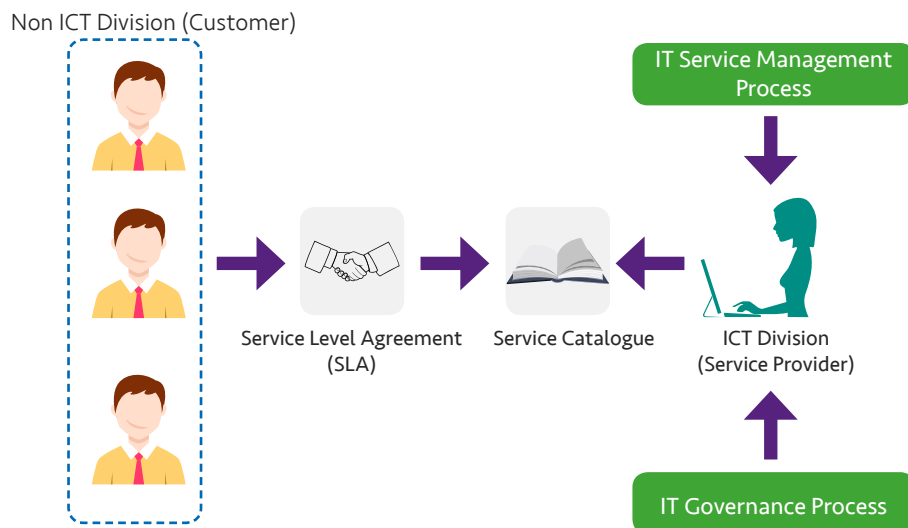 Non ICT Division (Customer)
IT Service Management
Process
Service Level Agreement
(SLA)
Service Catalogue
ICT Division
(Service Provider)
IT Governance Process